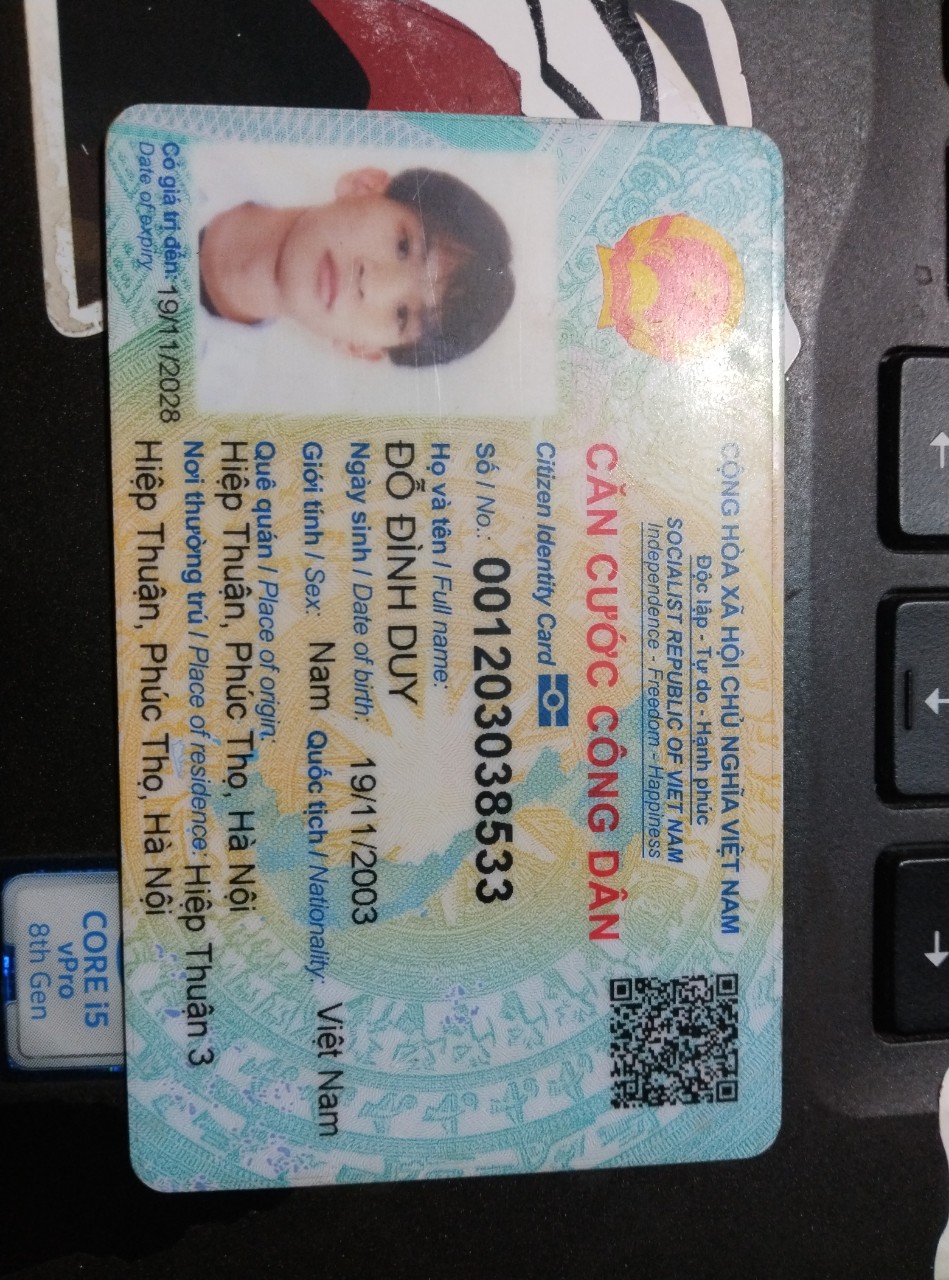 CỘNG HÒA XÃ HỘI CHỦ NGHĨA VIỆT NAM
Độc lập - Tự do - Hạnh phúc
SOCIALIST REPUBLIC OF VIET NAM
Independence - Freedom - Happiness
CĂN CƯỚC CÔNG DÂN
Citizen Identity Card
Số / No.: 001203038533
Họ và tên / Full name:
ĐỖ ĐÌNH DUY
Ngày sinh / Date of birth: 19/11/2003
Giới tính / Sex: Nam Quốc tịch / Nationality: Việt Nam
Quê quán / Place of origin:
Hiệp Thuận, Phúc Thọ, Hà Nội
Nơi thường trú / Place of residence: Hiệp Thuận 3
Hiệp Thuận, Phúc Thọ, Hà Nội
Có giá trị đến: 19/11/2028
Date of expiry
CORE i5
vPro
8th Gen